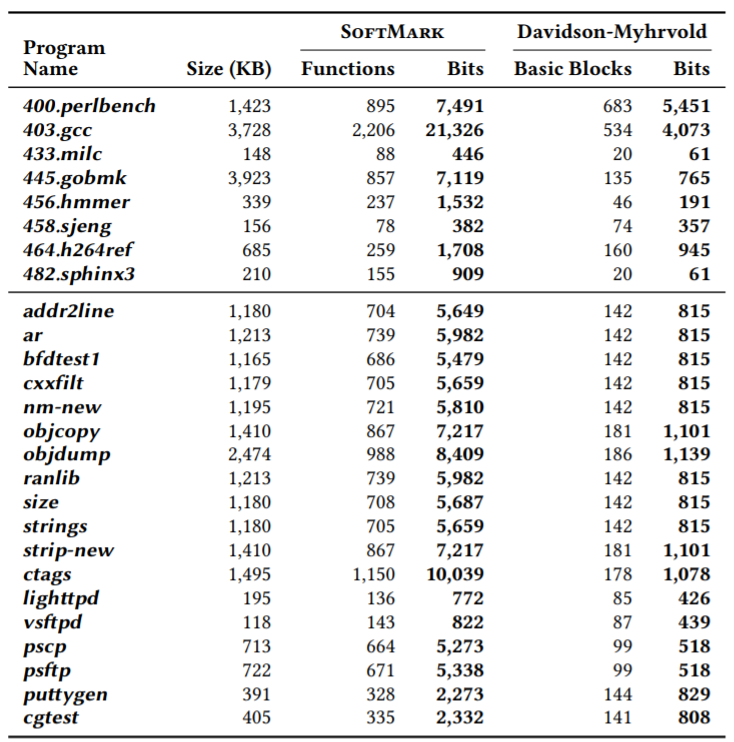 SOFTMARK Davidson-Myhrvold
Program
Name Size (KB) Functions Bits Basic Blocks Bits
400.perlbench 1,423 895 7,491 683 5,451
403.gcc 3,728 2,206 21,326 534 4,073
433.milc 148 88 446 20 61
445.gobmk 3,923 857 7,119 135 765
456.hmmer 339 237 1,532 46 191
458.sjeng 156 78 382 74 357
464.h264ref 685 259 1,708 160 945
482.sphinx3 210 155 909 20 61
addr2line 1,180 704 5,649 142 815
ar 1,213 739 5,982 142 815
bfdtest1 1,165 686 5,479 142 815
cxxfilt 1,179 705 5,659 142 815
nm-new 1,195 721 5,810 142 815
objcopy 1,410 867 7,217 181 1,101
objdump 2,474 988 8,409 186 1,139
ranlib 1,213 739 5,982 142 815
size 1,180 708 5,687 142 815
strings 1,180 705 5,659 142 815
strip-new 1,410 867 7,217 181 1,101
ctags 1,495 1,150 10,039 178 1,078
lighttpd 195 136 772 85 426
vsftpd 118 143 822 87 439
pscp 713 664 5,273 99 518
psftp 722 671 5,338 99 518
puttygen 391 328 2,273 144 829
cgtest 405 335 2,332 141 808